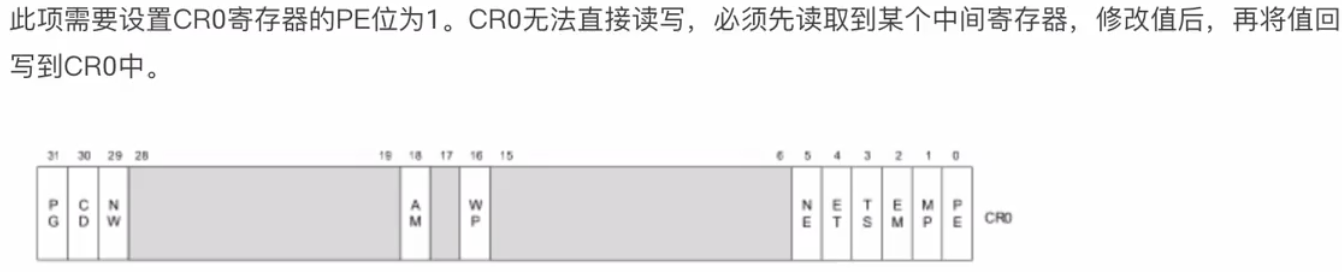 此项需要设置CR0寄存器的PE位为1。CR0无法直接读写，必须先读取到某个中间寄存器，修改值后，再将值回
写到CR0中。
31 30 29 28 19 18 17 16 15 6 5 4 3 2 1 0
PG CD NW AM WP NE ET TS EM MP PE CR0